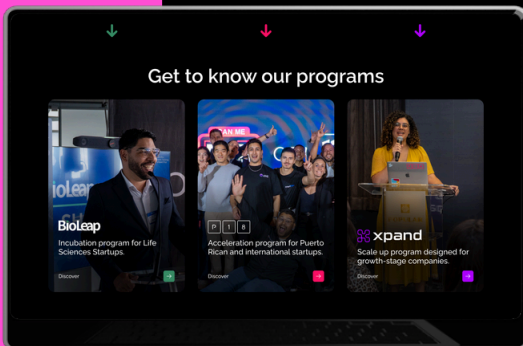 Get to know our programs
BioLeap
Incubation program for Life
Sciences Startups.
Discover
P 1 8
Acceleration program for Puerto
Rican and international startups.
Discover
xpand
Scale up program designed for
growth-stage companies.
Discover